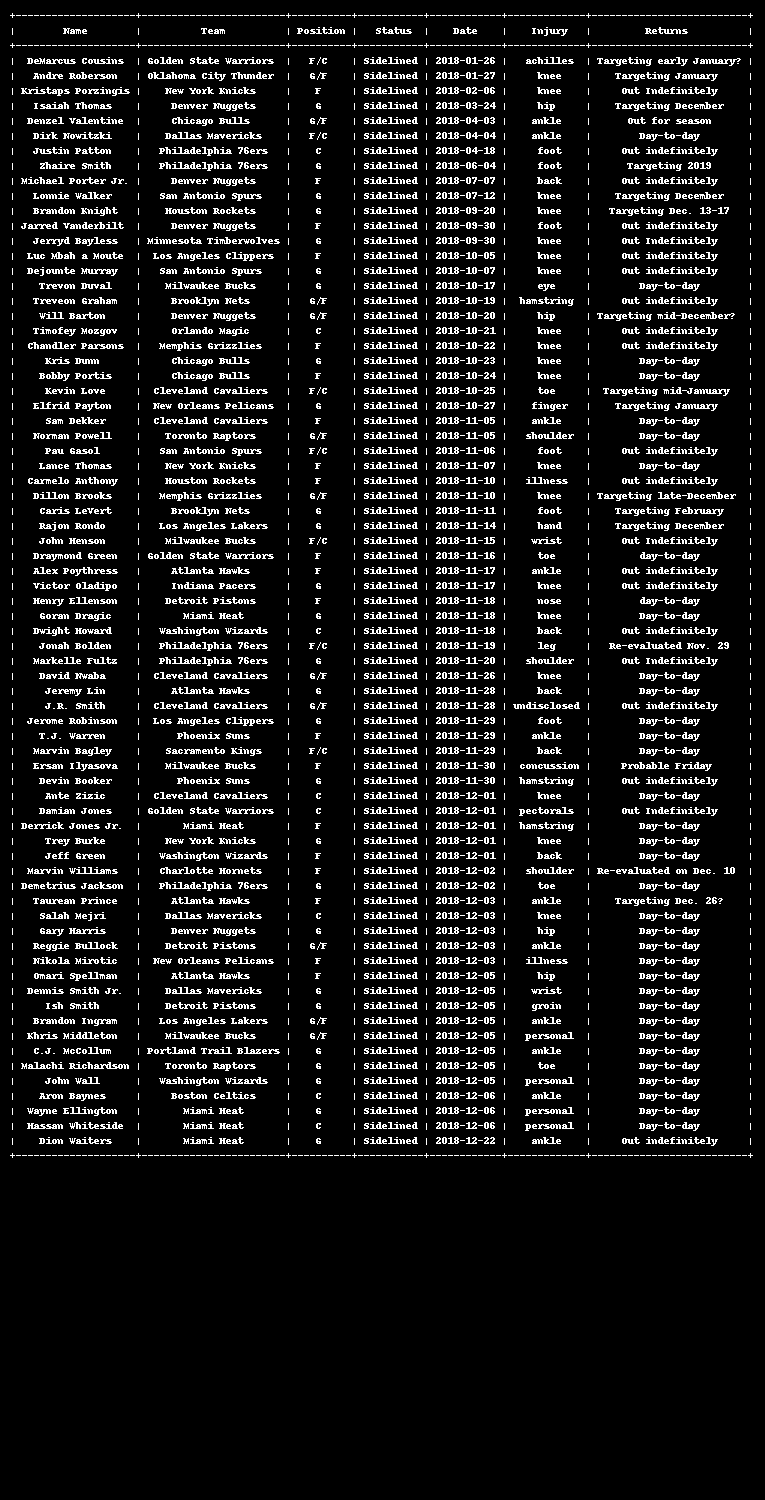 +--------------------+------------------------+----------+-----------+------------+-------------+--------------------------+
| Name | Team | Position | Status | Date | Injury | Returns |
+--------------------+------------------------+----------+-----------+------------+-------------+--------------------------+
| DeMarcus Cousins | Golden State Warriors | F/C | Sidelined | 2018-01-26 | achilles | Targeting early January? |
| Andre Roberson | Oklahoma City Thunder | G/F | Sidelined | 2018-01-27 | knee | Targeting January |
| Kristaps Porzingis | New York Knicks | F | Sidelined | 2018-02-06 | knee | Out Indefinitely |
| Isaiah Thomas | Denver Nuggets | G | Sidelined | 2018-03-24 | hip | Targeting December |
| Denzel Valentine | Chicago Bulls | G/F | Sidelined | 2018-04-03 | ankle | Out for season |
| Dirk Nowitzki | Dallas Mavericks | F/C | Sidelined | 2018-04-04 | ankle | Day-to-day |
| Justin Patton | Philadelphia 76ers | C | Sidelined | 2018-04-18 | foot | Out indefinitely |
| Zhaire Smith | Philadelphia 76ers | G | Sidelined | 2018-06-04 | foot | Targeting 2019 |
| Michael Porter Jr. | Denver Nuggets | F | Sidelined | 2018-07-07 | back | Out indefinitely |
| Lonnie Walker | San Antonio Spurs | G | Sidelined | 2018-07-12 | knee | Targeting December |
| Brandon Knight | Houston Rockets | G | Sidelined | 2018-09-20 | knee | Targeting Dec. 13-17 |
| Jarred Vanderbilt | Denver Nuggets | F | Sidelined | 2018-09-30 | foot | Out indefinitely |
| Jerryd Bayless | Minnesota Timberwolves | G | Sidelined | 2018-09-30 | knee | Out Indefinitely |
| Luc Mbah a Moute | Los Angeles Clippers | F | Sidelined | 2018-10-05 | knee | Out indefinitely |
| Dejounte Murray | San Antonio Spurs | G | Sidelined | 2018-10-07 | knee | Out indefinitely |
| Trevon Duval | Milwaukee Bucks | G | Sidelined | 2018-10-17 | eye | Day-to-day |
| Treveon Graham | Brooklyn Nets | G/F | Sidelined | 2018-10-19 | hamstring | Out indefinitely |
| Will Barton | Denver Nuggets | G/F | Sidelined | 2018-10-20 | hip | Targeting mid-December? |
| Timofey Mozgov | Orlando Magic | C | Sidelined | 2018-10-21 | knee | Out indefinitely |
| Chandler Parsons | Memphis Grizzlies | F | Sidelined | 2018-10-22 | knee | Out indefinitely |
| Kris Dunn | Chicago Bulls | G | Sidelined | 2018-10-23 | knee | Day-to-day |
| Bobby Portis | Chicago Bulls | F | Sidelined | 2018-10-24 | knee | Day-to-day |
| Kevin Love | Cleveland Cavaliers | F/C | Sidelined | 2018-10-25 | toe | Targeting mid-January |
| Elfrid Payton | New Orleans Pelicans | G | Sidelined | 2018-10-27 | finger | Targeting January |
| Sam Dekker | Cleveland Cavaliers | F | Sidelined | 2018-11-05 | ankle | Day-to-day |
| Norman Powell | Toronto Raptors | G/F | Sidelined | 2018-11-05 | shoulder | Day-to-day |
| Pau Gasol | San Antonio Spurs | F/C | Sidelined | 2018-11-06 | foot | Out indefinitely |
| Lance Thomas | New York Knicks | F | Sidelined | 2018-11-07 | knee | Day-to-day |
| Carmelo Anthony | Houston Rockets | F | Sidelined | 2018-11-10 | illness | Out indefinitely |
| Dillon Brooks | Memphis Grizzlies | G/F | Sidelined | 2018-11-10 | knee | Targeting late-December |
| Caris LeVert | Brooklyn Nets | G | Sidelined | 2018-11-11 | foot | Targeting February |
| Rajon Rondo | Los Angeles Lakers | G | Sidelined | 2018-11-14 | hand | Targeting December |
| John Henson | Milwaukee Bucks | F/C | Sidelined | 2018-11-15 | wrist | Out Indefinitely |
| Draymond Green | Golden State Warriors | F | Sidelined | 2018-11-16 | toe | day-to-day |
| Alex Poythress | Atlanta Hawks | F | Sidelined | 2018-11-17 | ankle | Out indefinitely |
| Victor Oladipo | Indiana Pacers | G | Sidelined | 2018-11-17 | knee | Out indefinitely |
| Henry Ellenson | Detroit Pistons | F | Sidelined | 2018-11-18 | nose | day-to-day |
| Goran Dragic | Miami Heat | G | Sidelined | 2018-11-18 | knee | Day-to-day |
| Dwight Howard | Washington Wizards | C | Sidelined | 2018-11-18 | back | Out indefinitely |
| Jonah Bolden | Philadelphia 76ers | F/C | Sidelined | 2018-11-19 | leg | Re-evaluated Nov. 29 |
| Markelle Fultz | Philadelphia 76ers | G | Sidelined | 2018-11-20 | shoulder | Out Indefinitely |
| David Nwaba | Cleveland Cavaliers | G/F | Sidelined | 2018-11-26 | knee | Day-to-day |
| Jeremy Lin | Atlanta Hawks | G | Sidelined | 2018-11-28 | back | Day-to-day |
| J.R. Smith | Cleveland Cavaliers | G/F | Sidelined | 2018-11-28 | undisclosed | Out indefinitely |
| Jerome Robinson | Los Angeles Clippers | G | Sidelined | 2018-11-29 | foot | Day-to-day |
| T.J. Warren | Phoenix Suns | F | Sidelined | 2018-11-29 | ankle | Day-to-day |
| Marvin Bagley | Sacramento Kings | F/C | Sidelined | 2018-11-29 | back | Day-to-day |
| Ersan Ilyasova | Milwaukee Bucks | F | Sidelined | 2018-11-30 | concussion | Probable Friday |
| Devin Booker | Phoenix Suns | G | Sidelined | 2018-11-30 | hamstring | Out indefinitely |
| Ante Zizic | Cleveland Cavaliers | C | Sidelined | 2018-12-01 | knee | Day-to-day |
| Damian Jones | Golden State Warriors | C | Sidelined | 2018-12-01 | pectorals | Out Indefinitely |
| Derrick Jones Jr. | Miami Heat | F | Sidelined | 2018-12-01 | hamstring | Day-to-day |
| Trey Burke | New York Knicks | G | Sidelined | 2018-12-01 | knee | Day-to-day |
| Jeff Green | Washington Wizards | F | Sidelined | 2018-12-01 | back | Day-to-day |
| Marvin Williams | Charlotte Hornets | F | Sidelined | 2018-12-02 | shoulder | Re-evaluated on Dec. 10 |
| Demetrius Jackson | Philadelphia 76ers | G | Sidelined | 2018-12-02 | toe | Day-to-day |
| Taurean Prince | Atlanta Hawks | F | Sidelined | 2018-12-03 | ankle | Targeting Dec. 26? |
| Salah Mejri | Dallas Mavericks | C | Sidelined | 2018-12-03 | knee | Day-to-day |
| Gary Harris | Denver Nuggets | G | Sidelined | 2018-12-03 | hip | Day-to-day |
| Reggie Bullock | Detroit Pistons | G/F | Sidelined | 2018-12-03 | ankle | Day-to-day |
| Nikola Mirotic | New Orleans Pelicans | F | Sidelined | 2018-12-03 | illness | Day-to-day |
| Omari Spellman | Atlanta Hawks | F | Sidelined | 2018-12-05 | hip | Day-to-day |
| Dennis Smith Jr. | Dallas Mavericks | G | Sidelined | 2018-12-05 | wrist | Day-to-day |
| Ish Smith | Detroit Pistons | G | Sidelined | 2018-12-05 | groin | Day-to-day |
| Brandon Ingram | Los Angeles Lakers | G/F | Sidelined | 2018-12-05 | ankle | Day-to-day |
| Khris Middleton | Milwaukee Bucks | G/F | Sidelined | 2018-12-05 | personal | Day-to-day |
| C.J. McCollum | Portland Trail Blazers | G | Sidelined | 2018-12-05 | ankle | Day-to-day |
| Malachi Richardson | Toronto Raptors | G | Sidelined | 2018-12-05 | toe | Day-to-day |
| John Wall | Washington Wizards | G | Sidelined | 2018-12-05 | personal | Day-to-day |
| Aron Baynes | Boston Celtics | C | Sidelined | 2018-12-06 | ankle | Day-to-day |
| Wayne Ellington | Miami Heat | G | Sidelined | 2018-12-06 | personal | Day-to-day |
| Hassan Whiteside | Miami Heat | C | Sidelined | 2018-12-06 | personal | Day-to-day |
| Dion Waiters | Miami Heat | G | Sidelined | 2018-12-22 | ankle | Out indefinitely |
+--------------------+------------------------+----------+-----------+------------+-------------+--------------------------+